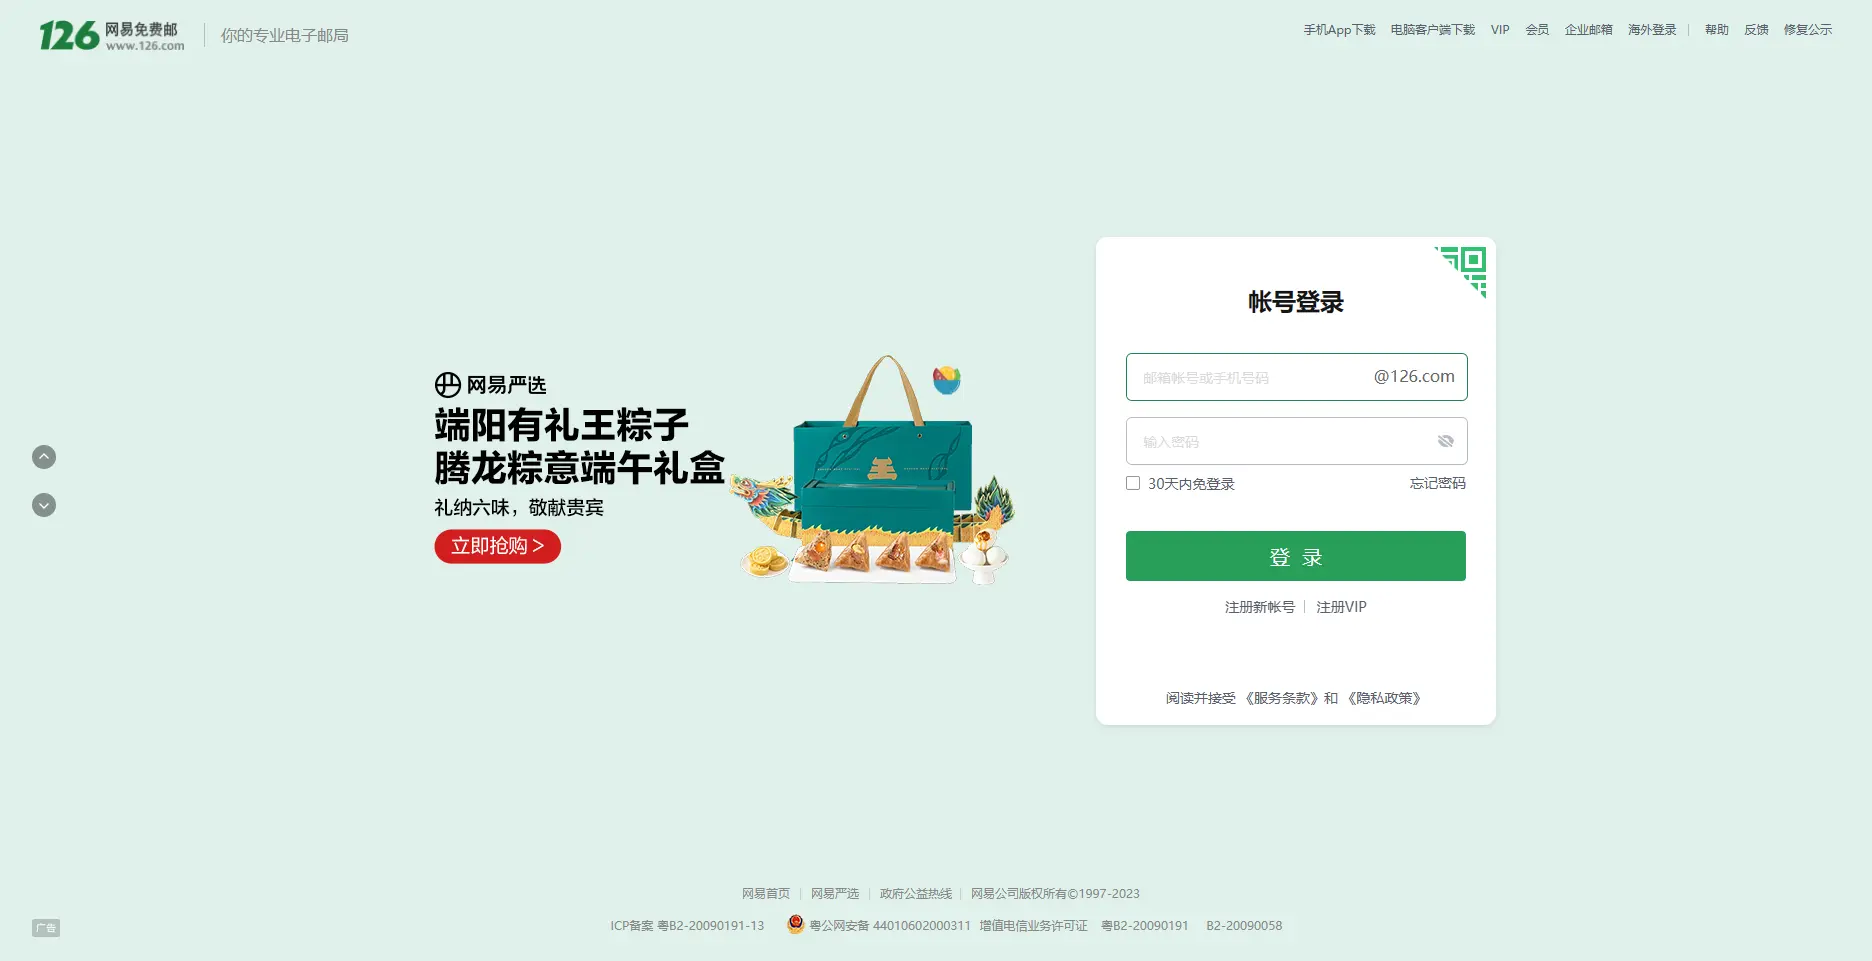 126 网易免费邮
www.126.com
你的专业电子邮局
手机App下载 电脑客户端下载 VIP 会员 企业邮箱 海外登录 | 帮助 反馈 修复公示
帐号登录
邮箱帐号或手机号码 @126.com
输入密码
30天内免登录 忘记密码
登 录
注册新帐号 | 注册VIP
阅读并接受 《服务条款》和 《隐私政策》
网易严选
端阳有礼王粽子
腾龙粽意端午礼盒
礼纳六味，敬献贵宾
立即抢购 >
网易首页 | 网易严选 | 政府公益热线 | 网易公司版权所有©1997-2023
ICP备案 粤B2-20090191-13 粤公网安备 44010602000311 增值电信业务许可证 粤B2-20090191 B2-20090058
广告